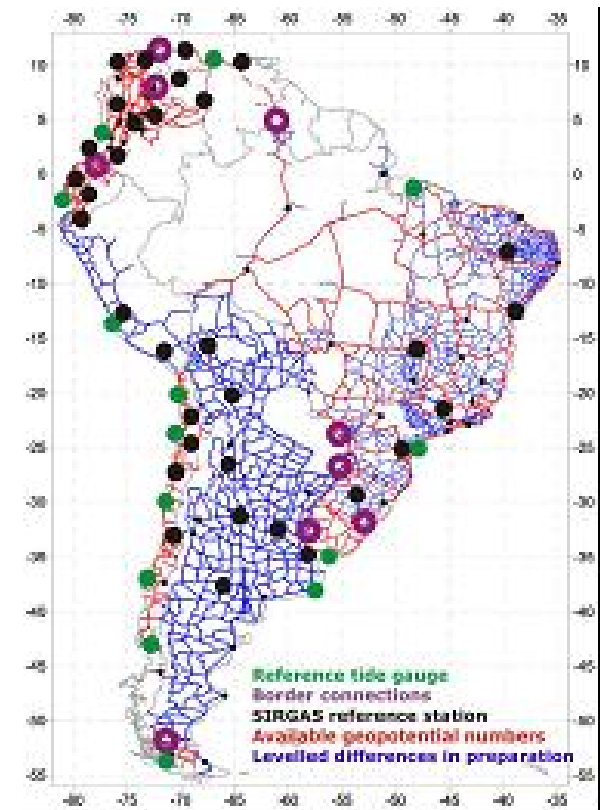 -80 -75 -70 -65 -60 -55 -50 -45 -40 -35
10 10
5 5
0 0
-5 -5
-10 -10
-15 -15
-20 -20
-25 -25
-30 -30
-35 -35
-40 -40
-45 -45
Reference tide gauge
Border connections
SIRGAS reference station
-50 -50
Available geopotential numbers
Levelled differences in preparation
-55 -55
-80 -75 -70 -65 -60 -55 -50 -45 -40 -35